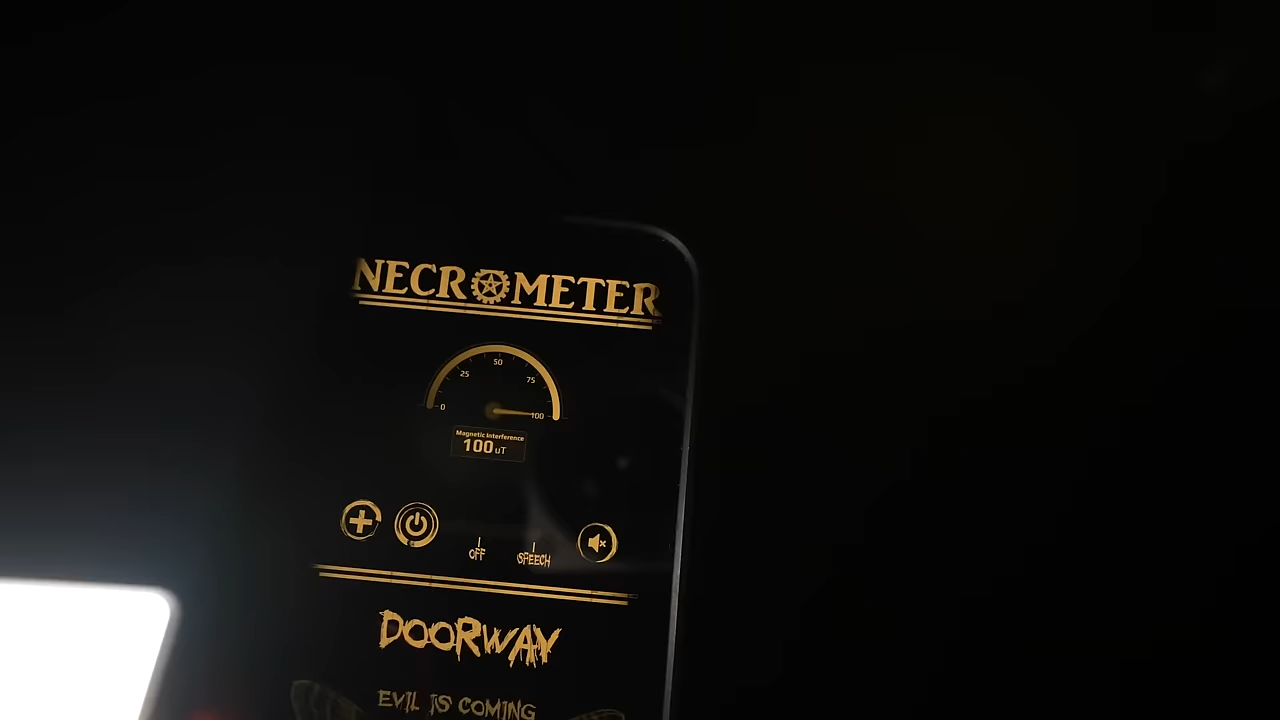 NECROMETER
50
25
75
0
100
Magnetic Interference
100 uT
OFF
SPEECH
DOORWAY
EVIL IS COMING